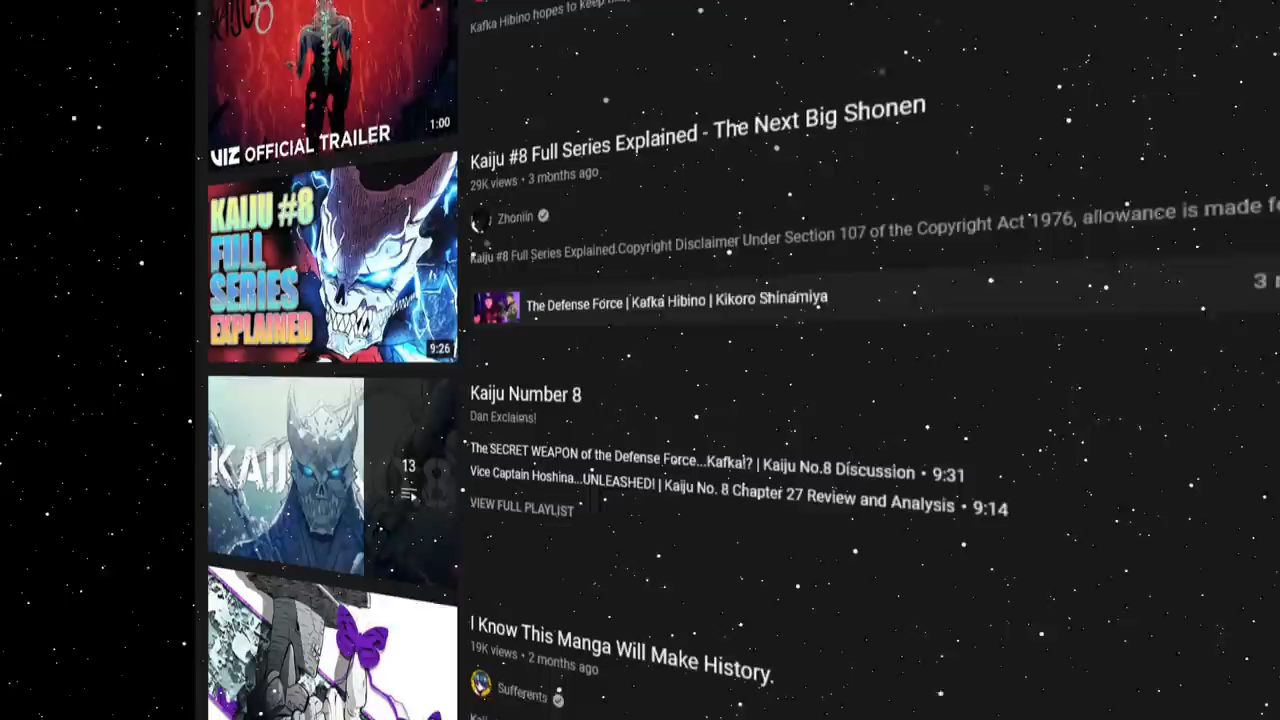 Kafka Hibino hopes to keep
1:00
VIZ OFFICIAL TRAILER
Kaiju #8 Full Series Explained - The Next Big Shonen
29K views • 3 months ago
Zhoniin
Kaiju #8 Full Series Explained.Copyright Disclaimer Under Section 107 of the Copyright Act 1976, allowance is made
KAIJU #8
FULL
SERIES
EXPLAINED
9:26
The Defense Force | Kafka Hibino | Kikoro Shinamiya
3
Kaiju Number 8
Dan Exclaims!
KAIJ
13
The SECRET WEAPON of the Defense Force...Kafka!? | Kaiju No.8 Discussion • 9:31
Vice Captain Hoshina...UNLEASHED! | Kaiju No. 8 Chapter 27 Review and Analysis • 9:14
VIEW FULL PLAYLIST
I Know This Manga Will Make History.
19K views • 2 months ago
Sufferents